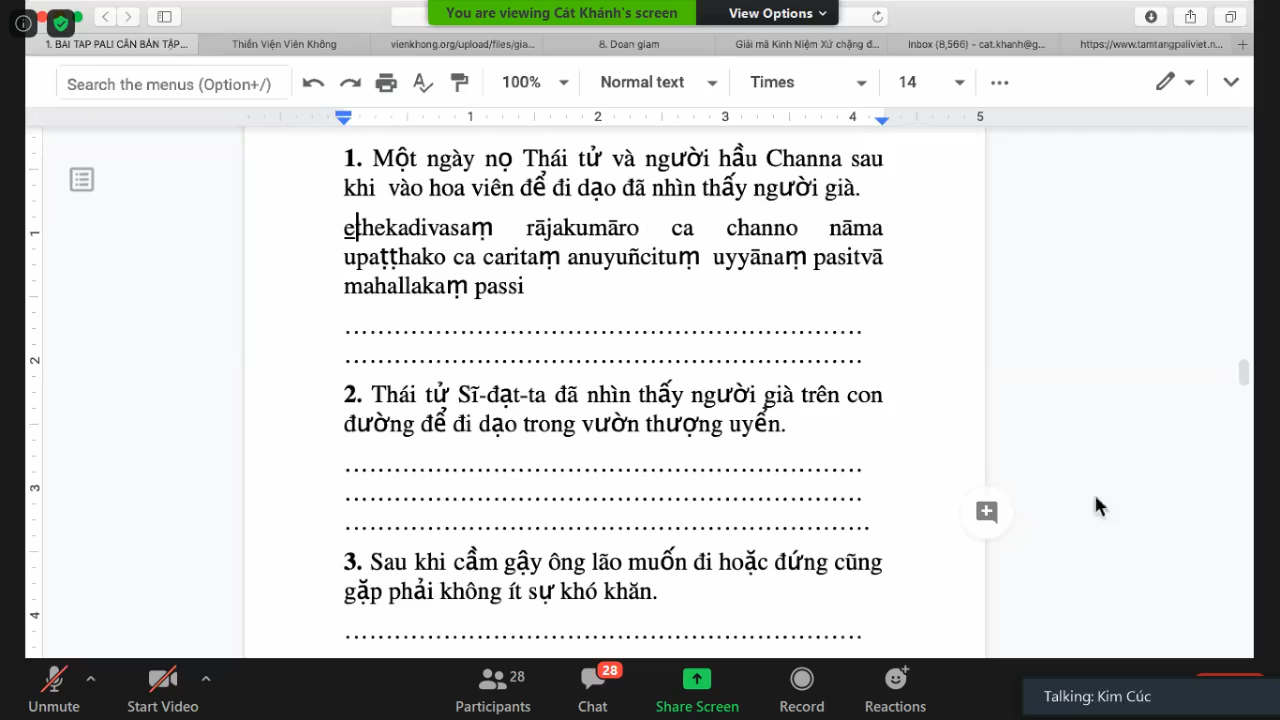 You are viewing Cát Khánh's screen
View Options
1. BAI TAP PALI CĂN BẢN TẬP...
Thiền Viện Viên Không
vienkhong.org/upload/files/gia...
8. Doan giam
Giải mã Kinh Niệm Xứ chặng đ...
Inbox (8,566) - cat.khanh@g...
https://www.tamtangpaliviet.n...
Search the menus (Option+/)
100%
Normal text
Times
14
1 2 3 4 5
1. Một ngày nọ Thái tử và người hầu Channa sau
khi vào hoa viên để đi dạo đã nhìn thấy người già.
ethekadivasaṃ rājakumāro ca channo nāma
upaṭṭhako ca caritaṃ anuyuñcituṃ uyyānaṃ pasitvā
mahallakaṃ passi
................................................................
................................................................
2. Thái tử Sĩ-đạt-ta đã nhìn thấy người già trên con
đường để đi dạo trong vườn thượng uyển.
................................................................
................................................................
.................................................................
3. Sau khi cầm gậy ông lão muốn đi hoặc đứng cũng
gặp phải không ít sự khó khăn.
................................................................
1
2
3
4
Unmute
Start Video
Participants
28
Chat
28
Share Screen
Record
Reactions
Talking: Kim Cúc